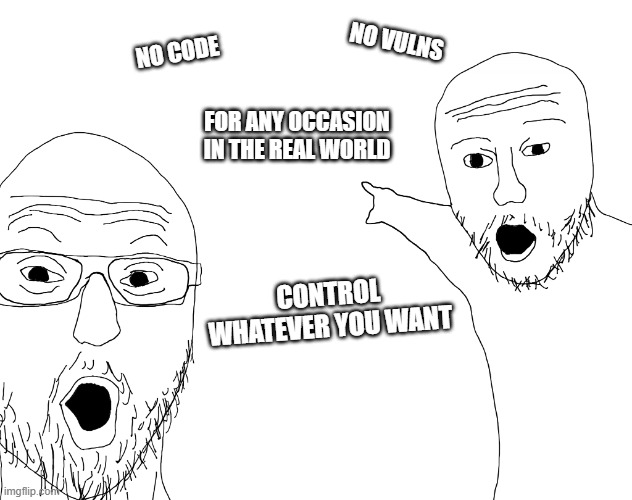 NO CODE
NO VULNS
FOR ANY OCCASION
IN THE REAL WORLD
CONTROL
WHATEVER YOU WANT
imgflip.com